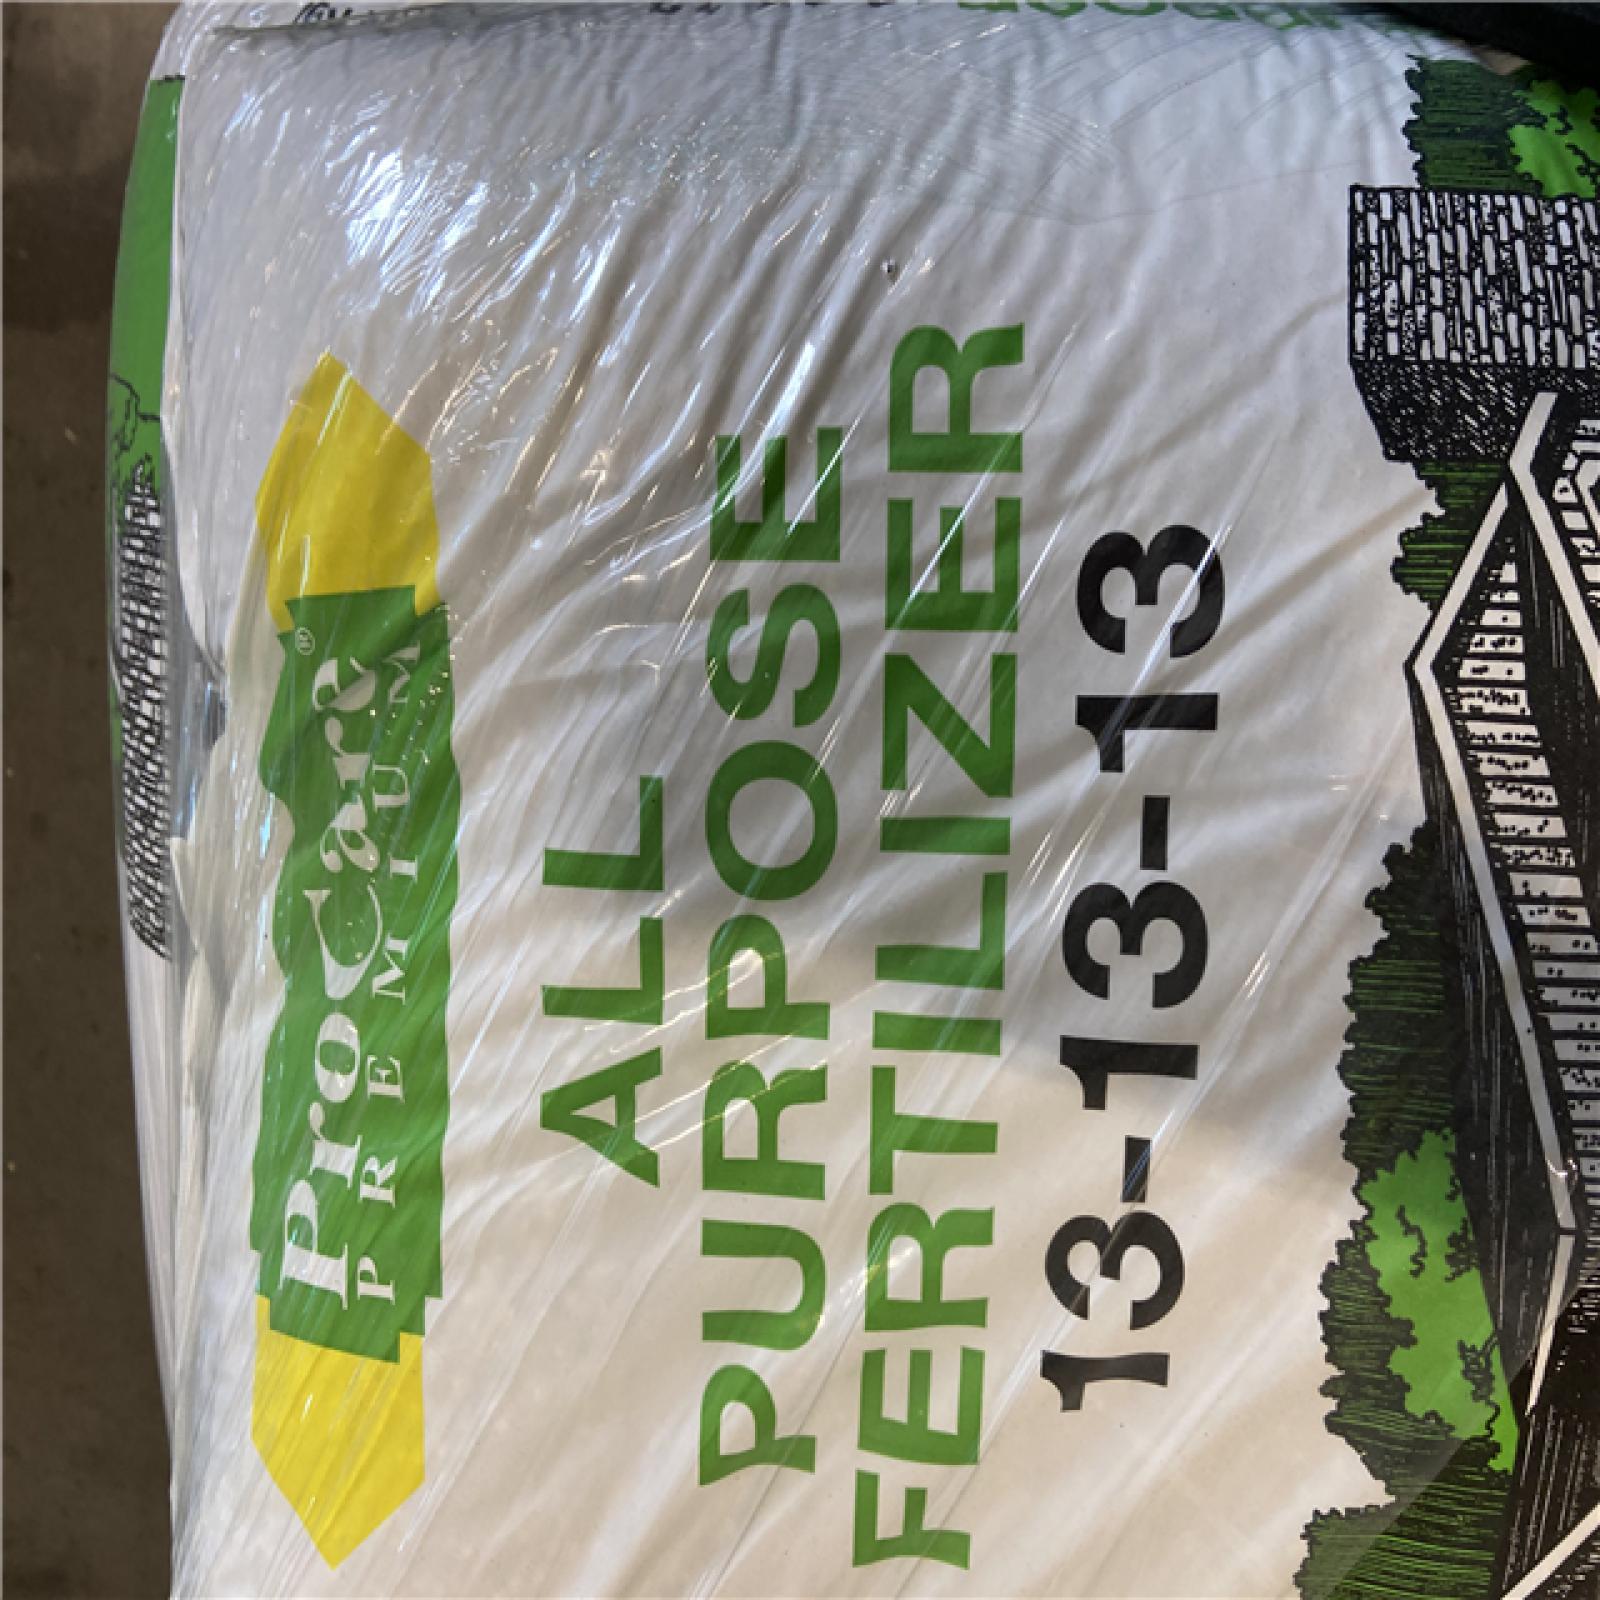 ProCare®
PREMIUM
ALL
PURPOSE
FERTILIZER
13-13-13